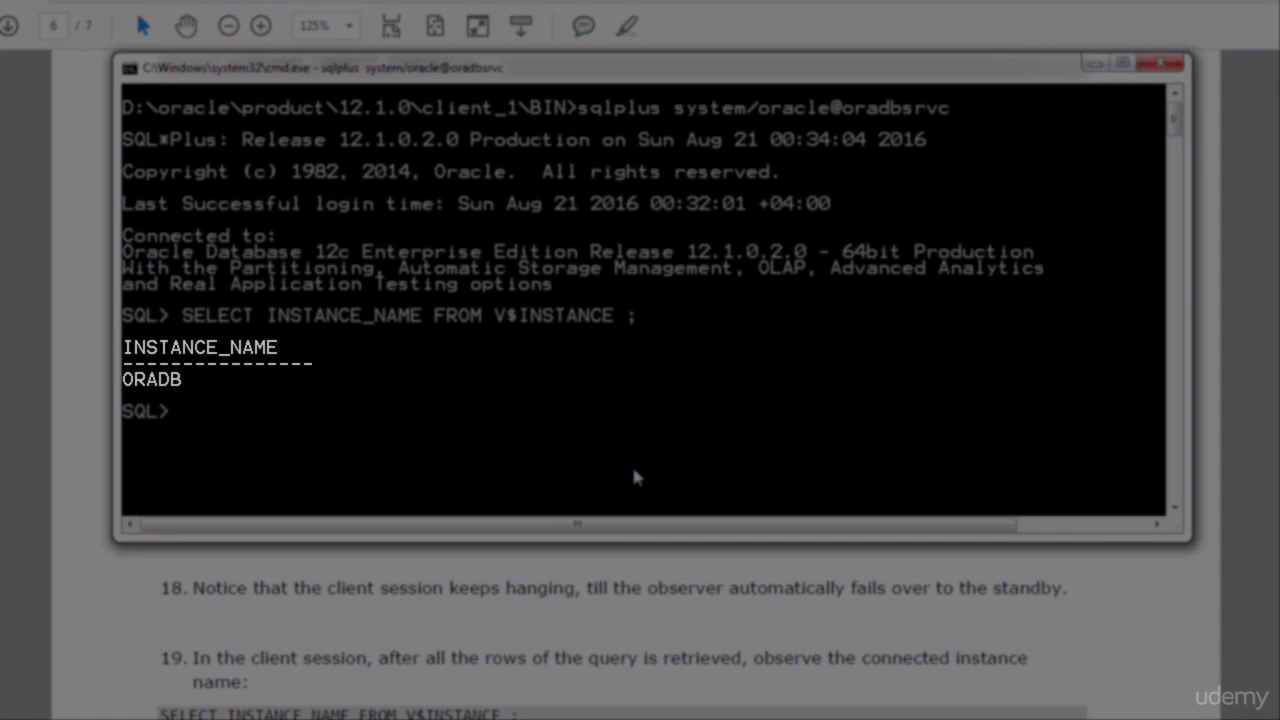 6 / 7
125%
C:\Windows\system32\cmd.exe - sqlplus system/oracle@oradbsrvc
D:\oracle\product\12.1.0\client_1\BIN>sqlplus system/oracle@oradbsrvc
SQL*Plus: Release 12.1.0.2.0 Production on Sun Aug 21 00:34:04 2016
Copyright (c) 1982, 2014, Oracle.  All rights reserved.
Last Successful login time: Sun Aug 21 2016 00:32:01 +04:00
Connected to:
Oracle Database 12c Enterprise Edition Release 12.1.0.2.0 - 64bit Production
With the Partitioning, Automatic Storage Management, OLAP, Advanced Analytics
and Real Application Testing options
SQL> SELECT INSTANCE_NAME FROM V$INSTANCE ;
INSTANCE_NAME
----------------
ORADB
SQL>
18. Notice that the client session keeps hanging, till the observer automatically fails over to the standby.
19. In the client session, after all the rows of the query is retrieved, observe the connected instance
name:
SELECT INSTANCE_NAME FROM V$INSTANCE ;
udemy